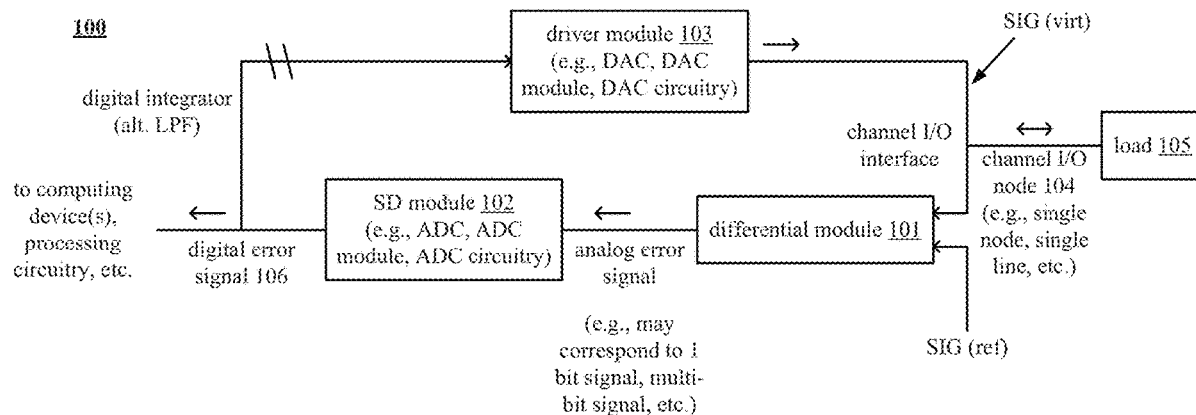 100
driver module 103
(e.g., DAC, DAC
module, DAC circuitry)
SIG (virt)
digital integrator
(alt. LPF)
channel I/O
interface
load 105
channel I/O
node 104
(e.g., single
node, single
line, etc.)
to computing
device(s),
processing
circuitry, etc.
SD module 102
(e.g., ADC, ADC
module, ADC circuitry)
differential module 101
digital error
signal 106
analog error
signal
(e.g., may
correspond to 1
bit signal, multi-
bit signal, etc.)
SIG (ref)